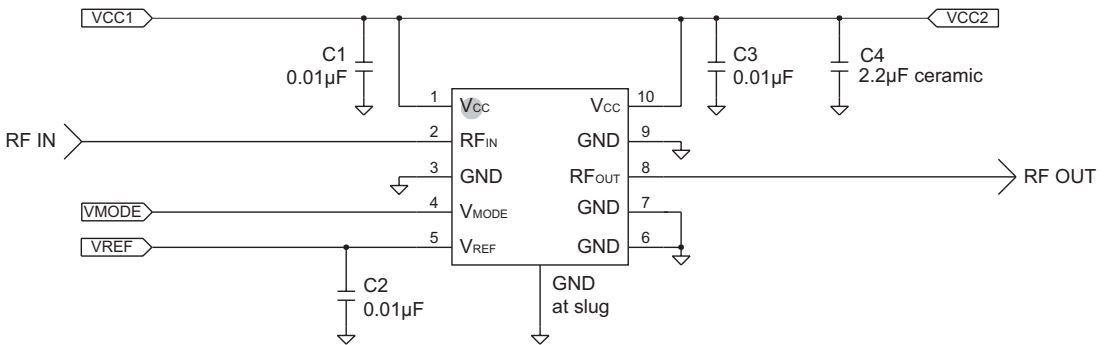 VCC1
VCC2
C1
0.01µF
C3
0.01µF
C4
2.2µF ceramic
1
VCC
VCC
10
RF IN
2
RFIN
GND
9
3
GND
RFOUT
8
RF OUT
VMODE
4
VMODE
GND
7
VREF
5
VREF
GND
6
C2
0.01µF
GND
at slug